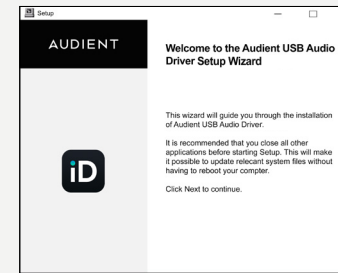 Setup
AUDIENT
Welcome to the Audient USB Audio
Driver Setup Wizard
This wizard will guide you through the installation
of Audient USB Audio Driver.
It is recommended that you close all other
applications before starting Setup. This will make
it possible to update relecant system files without
having to reboot your compter.
Click Next to continue.
iD